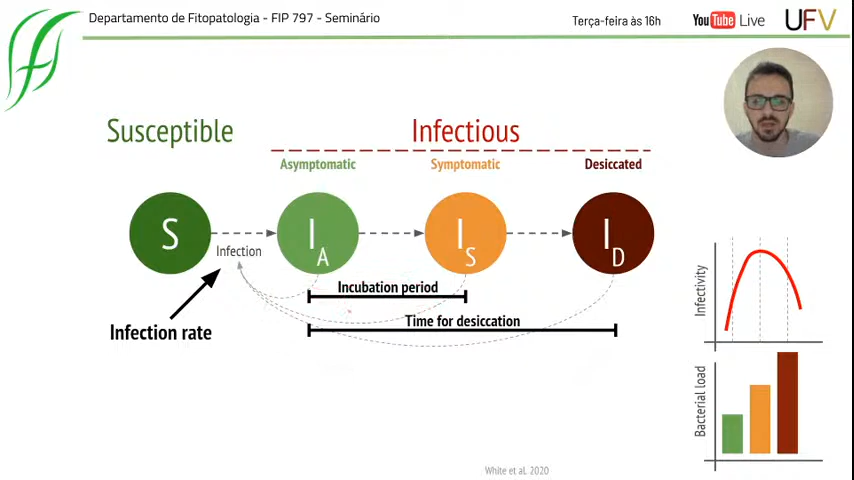 Departamento de Fitopatologia - FIP 797 - Seminário
Terça-feira às 16h
YouTube Live
UFV
Susceptible
Infectious
Asymptomatic
Symptomatic
Desiccated
S
I A
I S
I D
Infection
Incubation period
Infection rate
Time for desiccation
Infectivity
Bacterial load
White et al. 2020